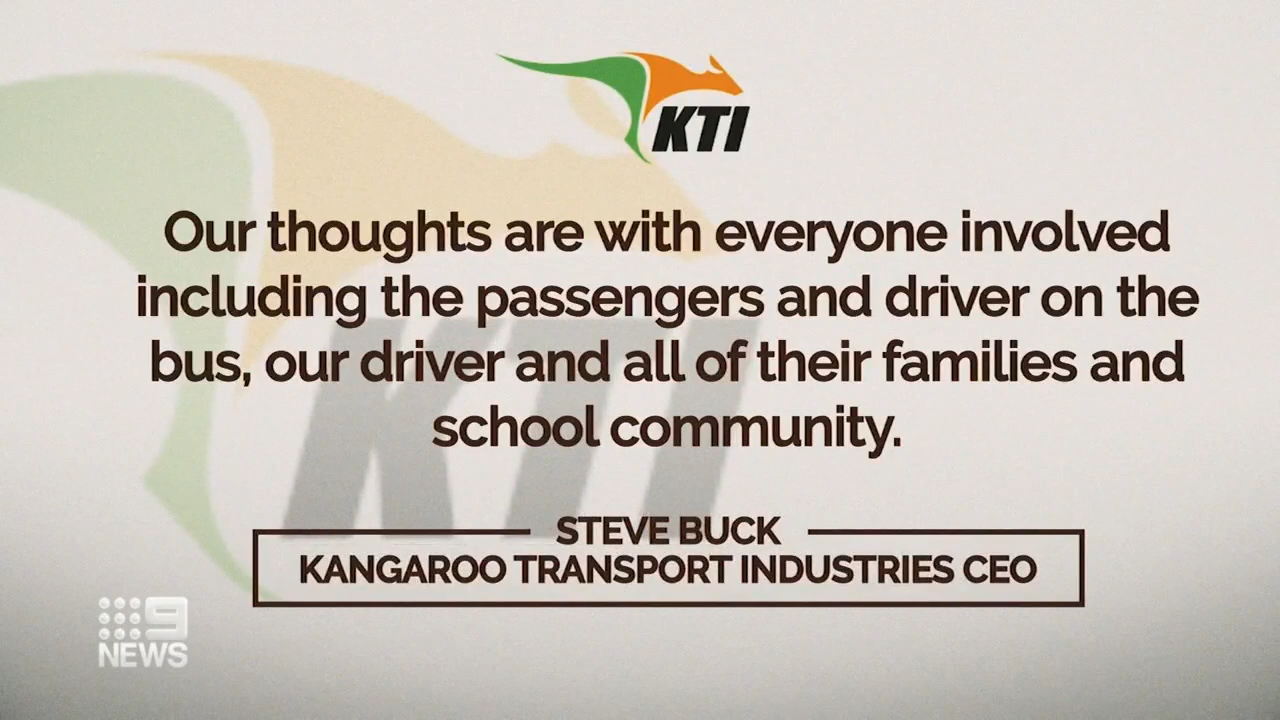 KTI
Our thoughts are with everyone involved
including the passengers and driver on the
bus, our driver and all of their families and
school community.
STEVE BUCK
KANGAROO TRANSPORT INDUSTRIES CEO
KTI
9
NEWS